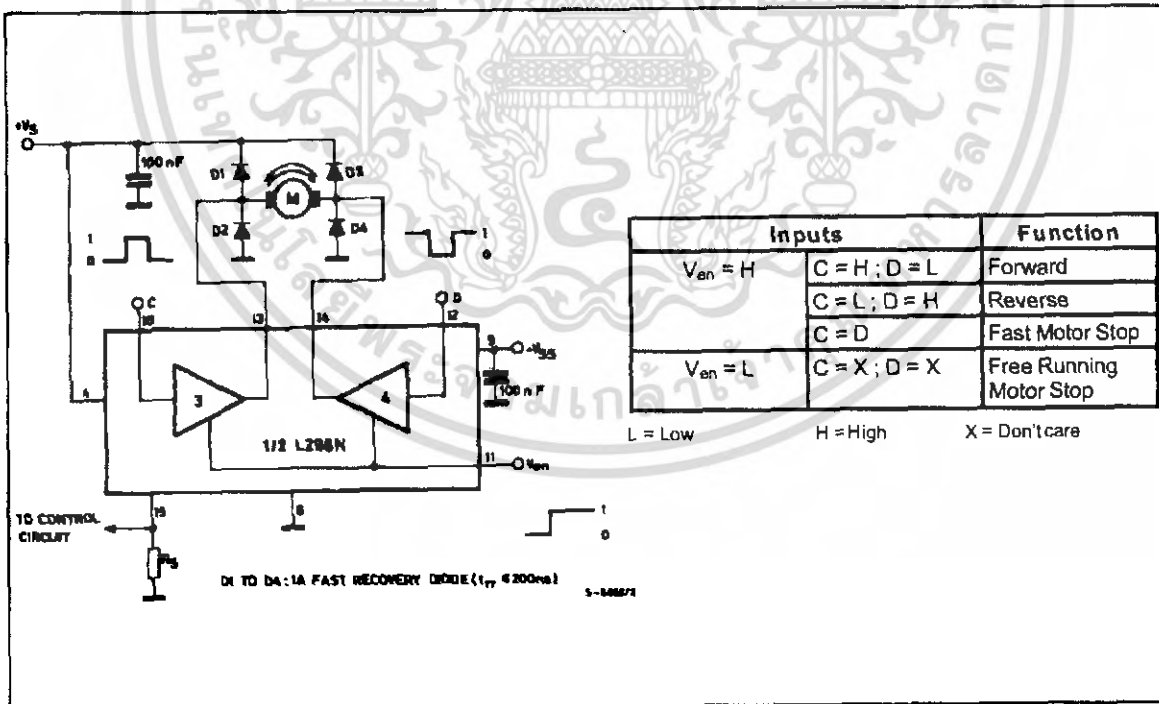 +Vs
100 nF
D1
D3
M
D2
D4
1
0
1
0
C
10
13
14
D
12
4
3
4
9
+Vss
100 nF
1/2 L298N
11
Ven
15
8
TO CONTROL
CIRCUIT
Rs
1
0
D1 TO D4: 1A FAST RECOVERY DIODE (trr ≤ 200ns)
Inputs Function
Ven = H C = H ; D = L Forward
C = L ; D = H Reverse
C = D Fast Motor Stop
Ven = L C = X ; D = X Free Running
Motor Stop
L = Low H = High X = Don't care